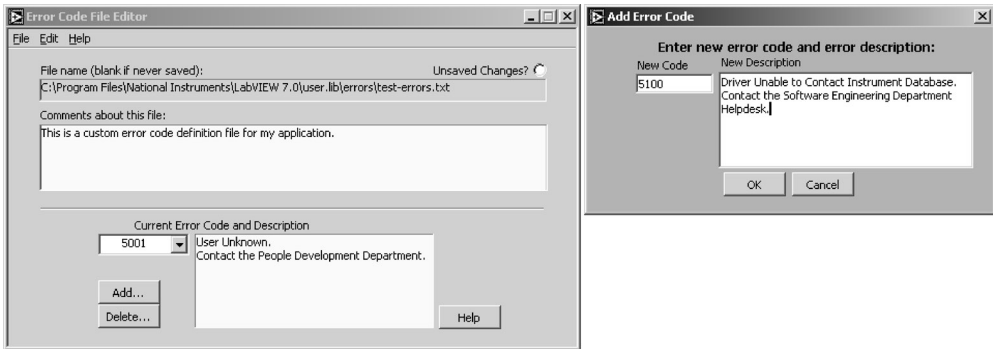 Error Code File Editor
File Edit Help
File name (blank if never saved):
Unsaved Changes?
C:\Program Files\National Instruments\LabVIEW 7.0\user.lib\errors\test-errors.txt
Comments about this file:
This is a custom error code definition file for my application.
Current Error Code and Description
5001
User Unknown.
Contact the People Development Department.
Add...
Delete...
Help
Add Error Code
Enter new error code and error description:
New Code
New Description
5100
Driver Unable to Contact Instrument Database.
Contact the Software Engineering Department
Helpdesk.
OK
Cancel